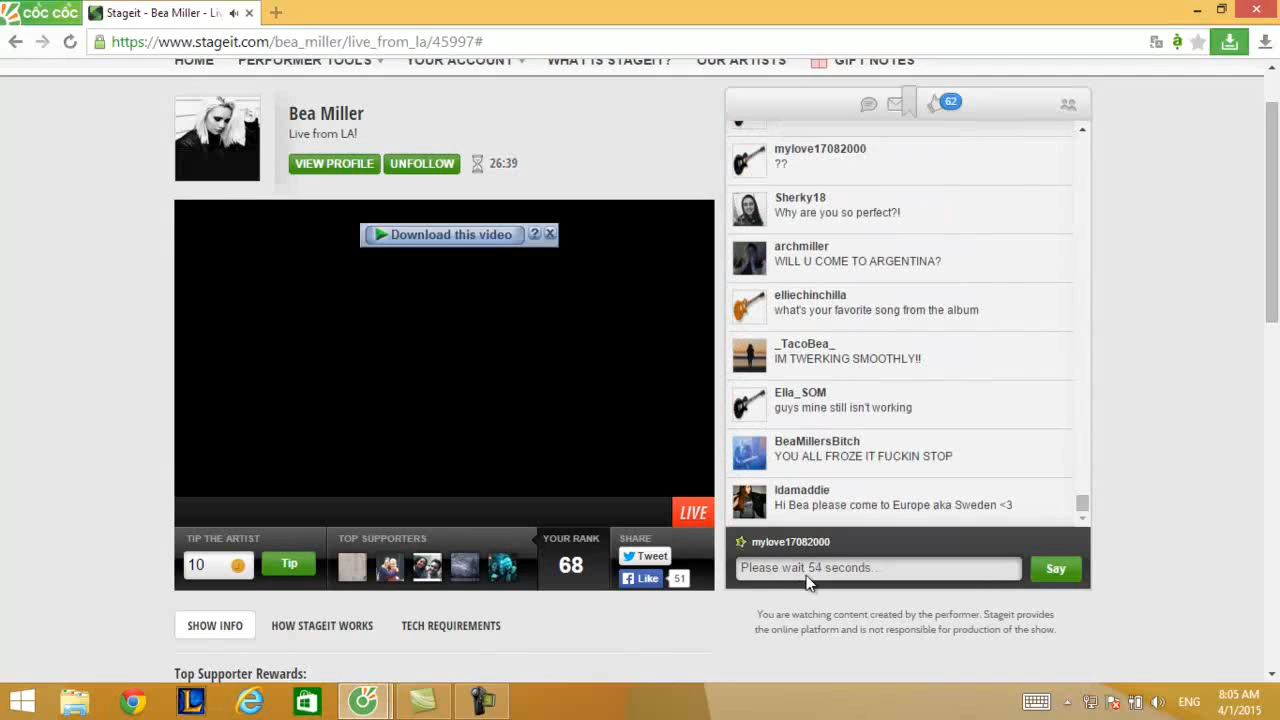 cốc cốc
Stageit - Bea Miller - Liv
https://www.stageit.com/bea_miller/live_from_la/45997#
HOME
PERFORMER TOOLS
YOUR ACCOUNT
WHAT IS STAGEIT?
OUR ARTISTS
GIFT NOTES
Bea Miller
Live from LA!
VIEW PROFILE
UNFOLLOW
26:39
Download this video
?
X
LIVE
TIP THE ARTIST
10
Tip
TOP SUPPORTERS
YOUR RANK
68
SHARE
Tweet
Like
51
62
mylove17082000
??
Sherky18
Why are you so perfect?!
archmiller
WILL U COME TO ARGENTINA?
elliechinchilla
what's your favorite song from the album
_TacoBea_
IM TWERKING SMOOTHLY!!
Ella_SOM
guys mine still isn't working
BeaMillersBitch
YOU ALL FROZE IT FUCKIN STOP
Idamaddie
Hi Bea please come to Europe aka Sweden <3
mylove17082000
Please wait 54 seconds...
Say
You are watching content created by the performer. Stageit provides
the online platform and is not responsible for production of the show.
SHOW INFO
HOW STAGEIT WORKS
TECH REQUIREMENTS
Top Supporter Rewards:
ENG
8:05 AM
4/1/2015